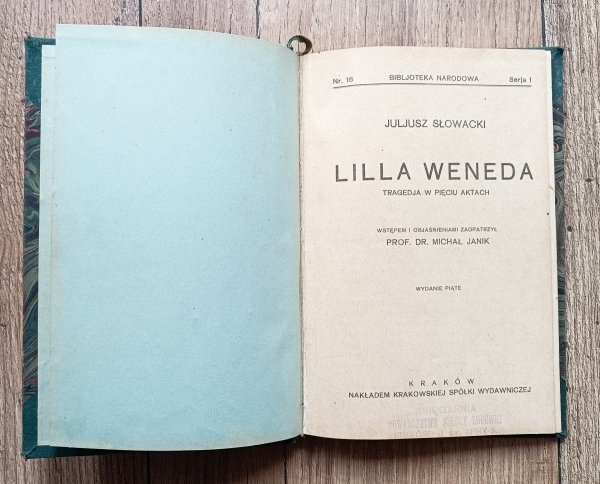 Nr. 16 BIBLJOTEKA NARODOWA Serja I
JULJUSZ SŁOWACKI
LILLA WENEDA
TRAGEDJA W PIĘCIU AKTACH
WSTĘPEM I OBJAŚNIENIAMI ZAOPATRZYŁ
PROF. DR. MICHAŁ JANIK
WYDANIE PIĄTE
KRAKÓW
NAKŁADEM KRAKOWSKIEJ SPÓŁKI WYDAWNICZEJ
KSIĘGARNIA